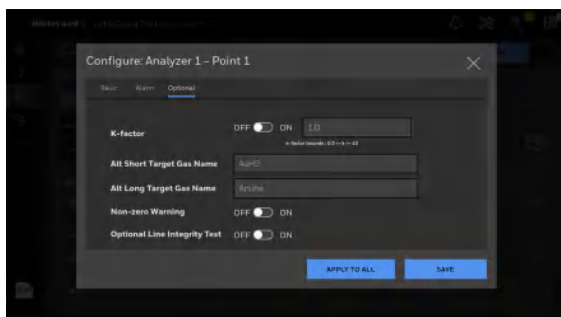 Honeywell
Configure: Analyzer 1 - Point 1
Basic Alarm Optional
K-factor OFF ON 1.0
Alt Short Target Gas Name AsH3
Alt Long Target Gas Name Arsine
Non-zero Warning OFF ON
Optional Line Integrity Test OFF ON
APPLY TO ALL SAVE